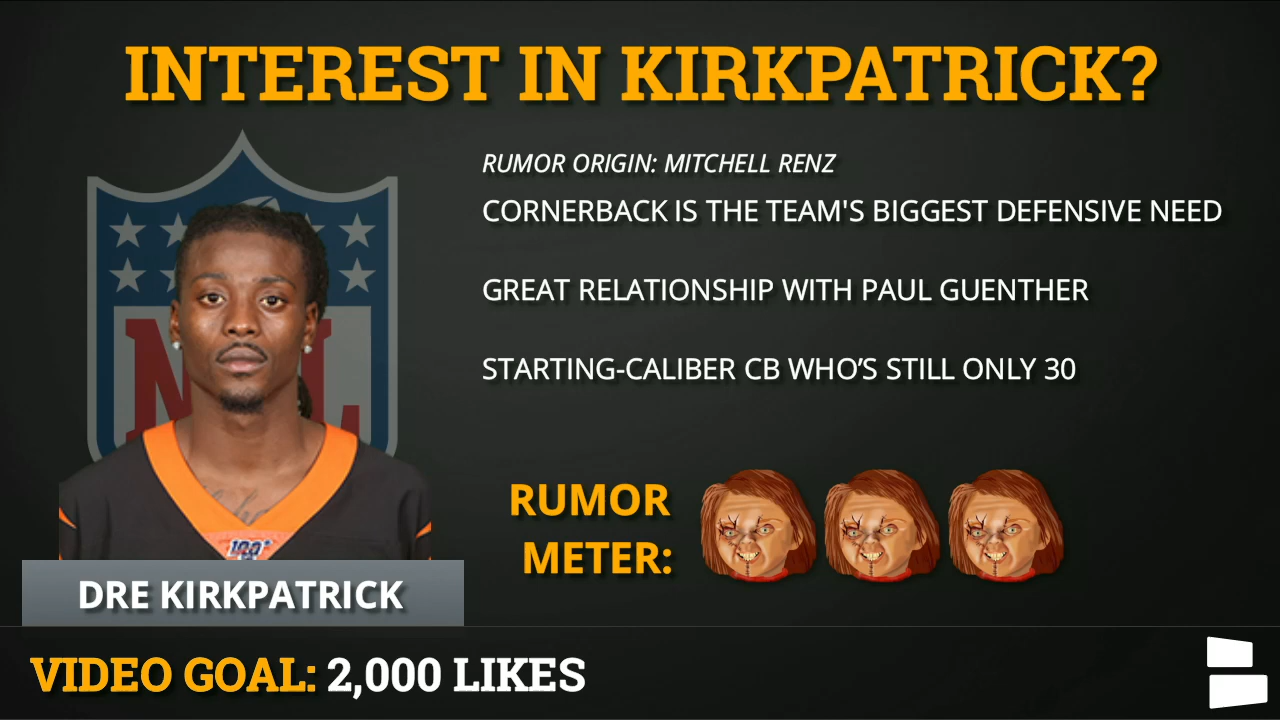 INTEREST IN KIRKPATRICK?
RUMOR ORIGIN: MITCHELL RENZ
CORNERBACK IS THE TEAM'S BIGGEST DEFENSIVE NEED
GREAT RELATIONSHIP WITH PAUL GUENTHER
STARTING-CALIBER CB WHO’S STILL ONLY 30
RUMOR
METER:
DRE KIRKPATRICK
VIDEO GOAL: 2,000 LIKES